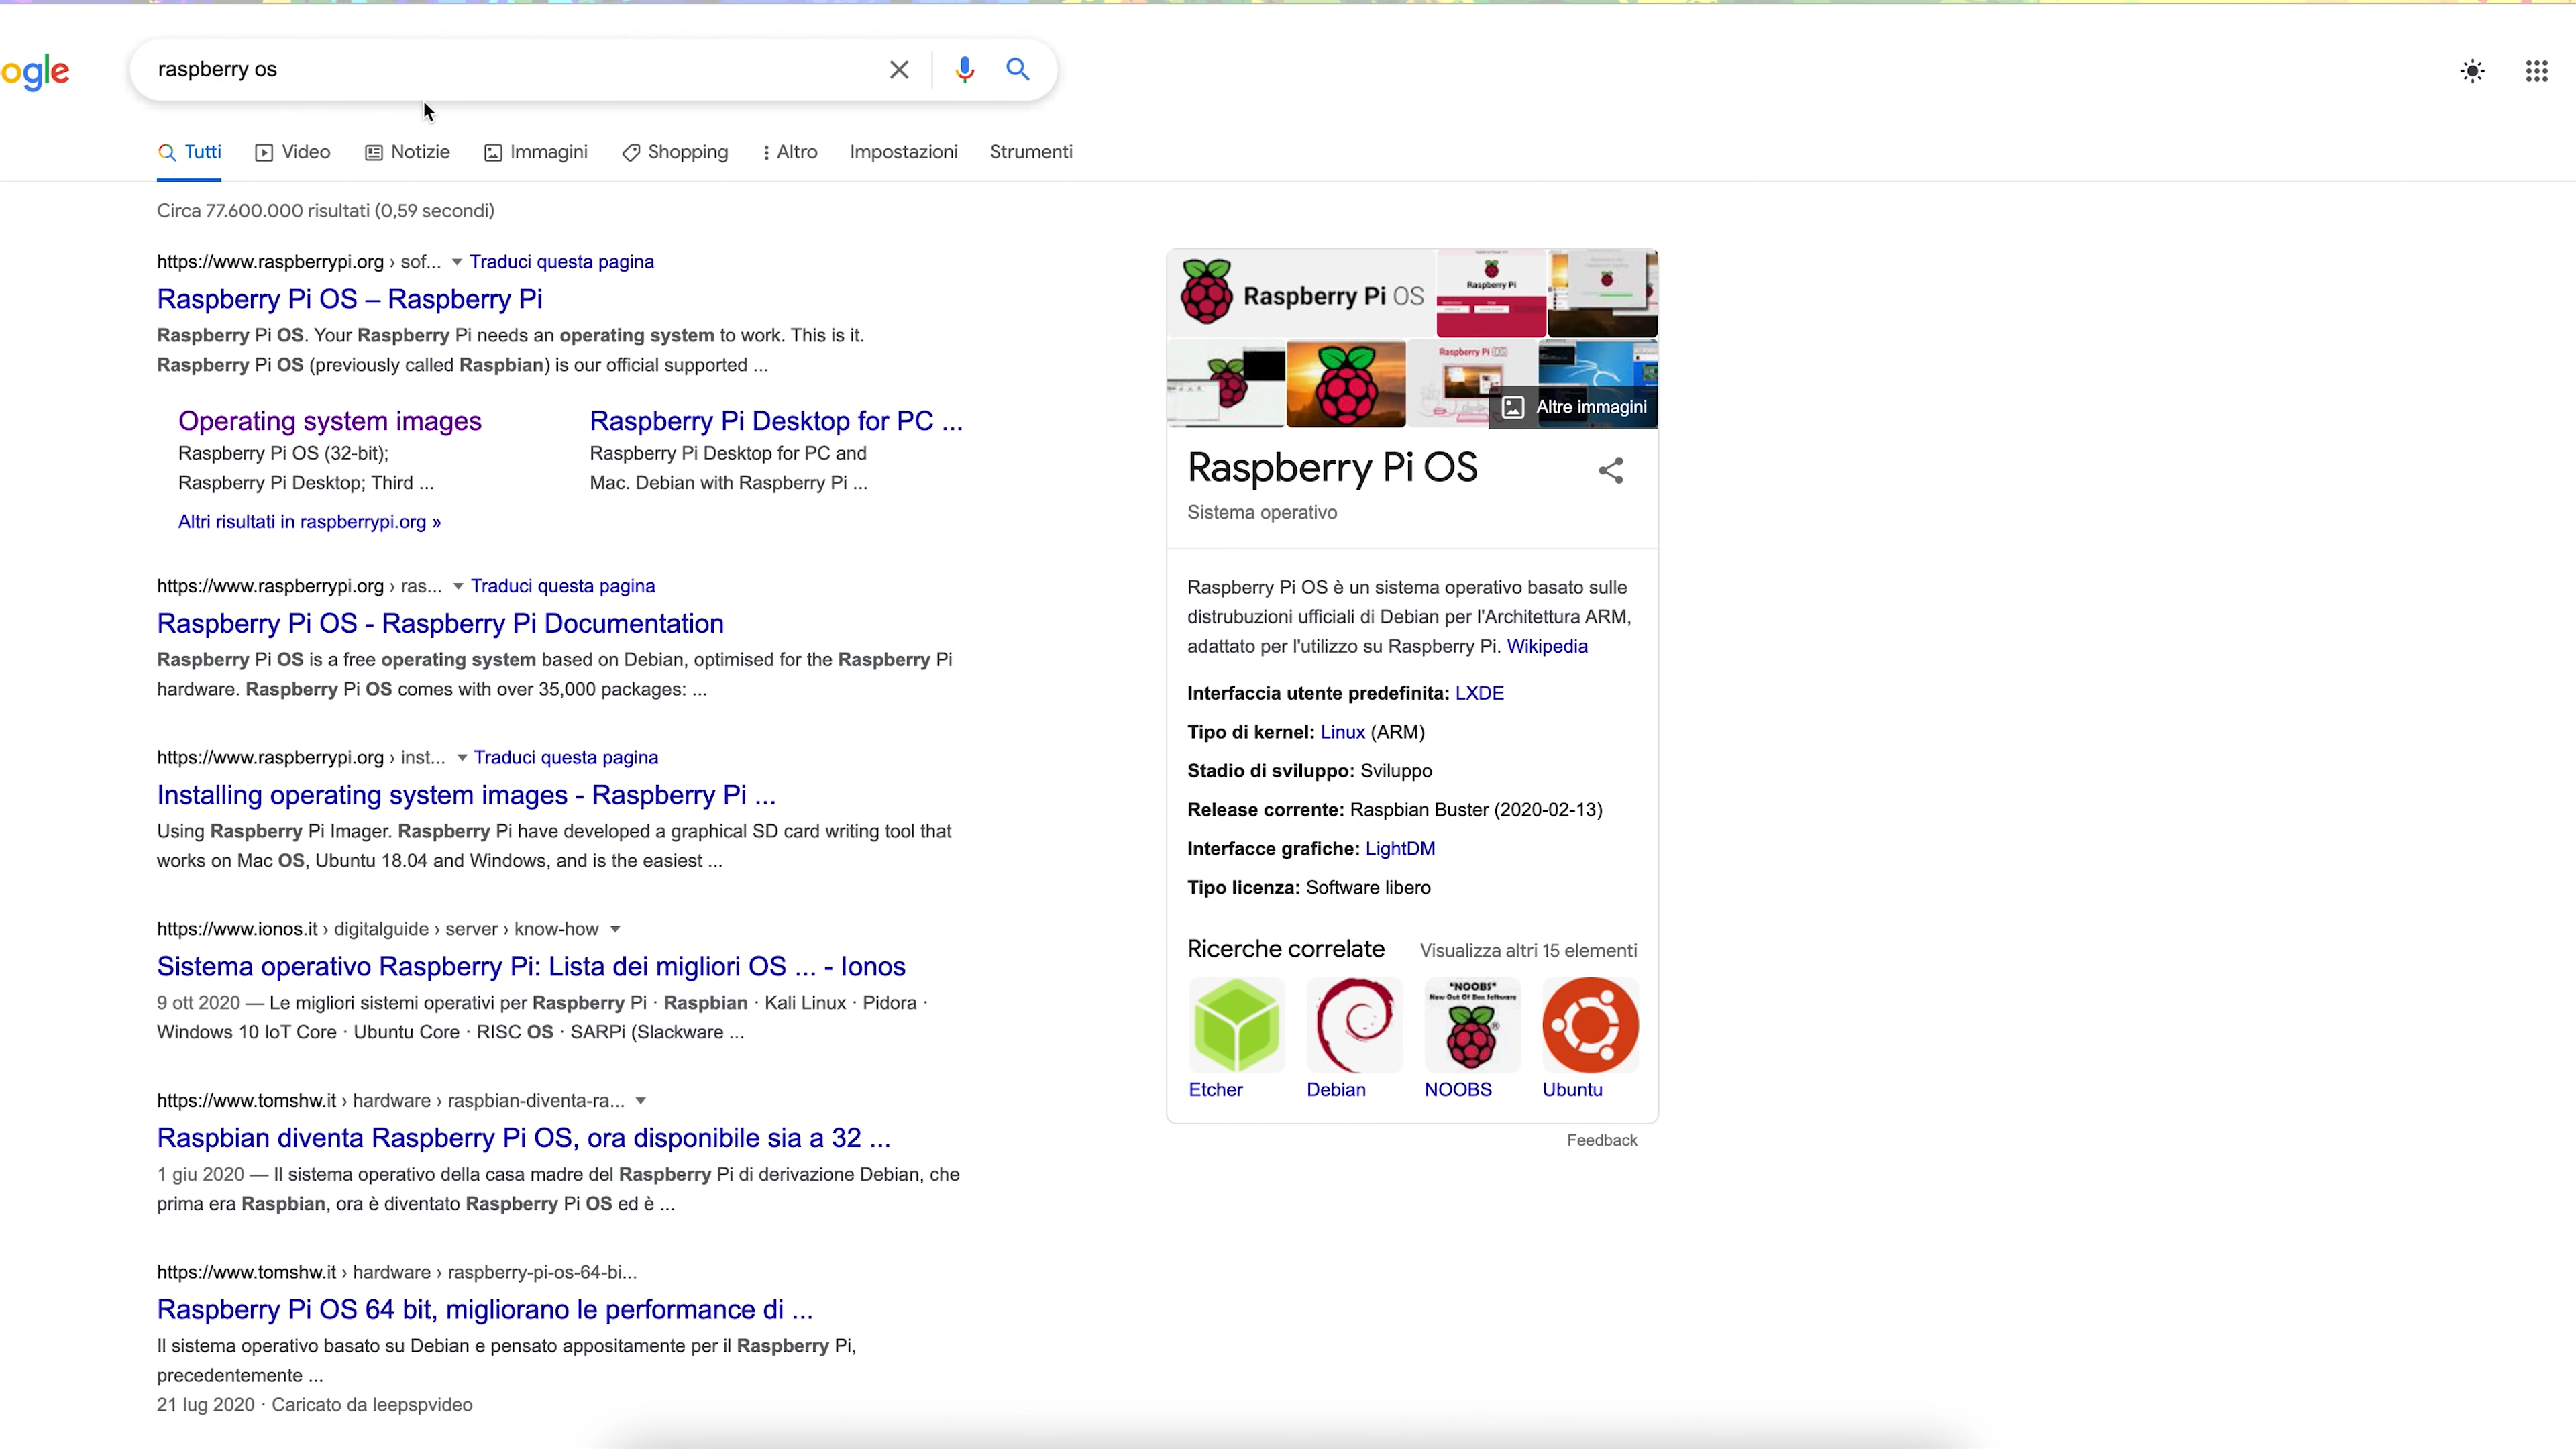 ogle
raspberry os
Tutti Video Notizie Immagini Shopping Altro Impostazioni Strumenti
Circa 77.600.000 risultati (0,59 secondi)
https://www.raspberrypi.org › sof... Traduci questa pagina
Raspberry Pi OS – Raspberry Pi
Raspberry Pi OS. Your Raspberry Pi needs an operating system to work. This is it.
Raspberry Pi OS (previously called Raspbian) is our official supported ...
Operating system images
Raspberry Pi OS (32-bit);
Raspberry Pi Desktop; Third ...
Raspberry Pi Desktop for PC ...
Raspberry Pi Desktop for PC and
Mac. Debian with Raspberry Pi ...
Altri risultati in raspberrypi.org »
https://www.raspberrypi.org › ras... Traduci questa pagina
Raspberry Pi OS - Raspberry Pi Documentation
Raspberry Pi OS is a free operating system based on Debian, optimised for the Raspberry Pi
hardware. Raspberry Pi OS comes with over 35,000 packages: ...
https://www.raspberrypi.org › inst... Traduci questa pagina
Installing operating system images - Raspberry Pi ...
Using Raspberry Pi Imager. Raspberry Pi have developed a graphical SD card writing tool that
works on Mac OS, Ubuntu 18.04 and Windows, and is the easiest ...
https://www.ionos.it › digitalguide › server › know-how
Sistema operativo Raspberry Pi: Lista dei migliori OS ... - Ionos
9 ott 2020 — Le migliori sistemi operativi per Raspberry Pi · Raspbian · Kali Linux · Pidora ·
Windows 10 IoT Core · Ubuntu Core · RISC OS · SARPi (Slackware ...
https://www.tomshw.it › hardware › raspbian-diventa-ra...
Raspbian diventa Raspberry Pi OS, ora disponibile sia a 32 ...
1 giu 2020 — Il sistema operativo della casa madre del Raspberry Pi di derivazione Debian, che
prima era Raspbian, ora è diventato Raspberry Pi OS ed è ...
https://www.tomshw.it › hardware › raspberry-pi-os-64-bi...
Raspberry Pi OS 64 bit, migliorano le performance di ...
Il sistema operativo basato su Debian e pensato appositamente per il Raspberry Pi,
precedentemente ...
21 lug 2020 · Caricato da leepspvideo
Raspberry Pi OS
Raspberry Pi
Raspberry Pi OS
Altre immagini
Raspberry Pi OS
Sistema operativo
Raspberry Pi OS è un sistema operativo basato sulle
distrubuzioni ufficiali di Debian per l'Architettura ARM,
adattato per l'utilizzo su Raspberry Pi. Wikipedia
Interfaccia utente predefinita: LXDE
Tipo di kernel: Linux (ARM)
Stadio di sviluppo: Sviluppo
Release corrente: Raspbian Buster (2020-02-13)
Interfacce grafiche: LightDM
Tipo licenza: Software libero
Ricerche correlate Visualizza altri 15 elementi
"NOOBS"
New Out Of Box Software
Etcher Debian NOOBS Ubuntu
Feedback